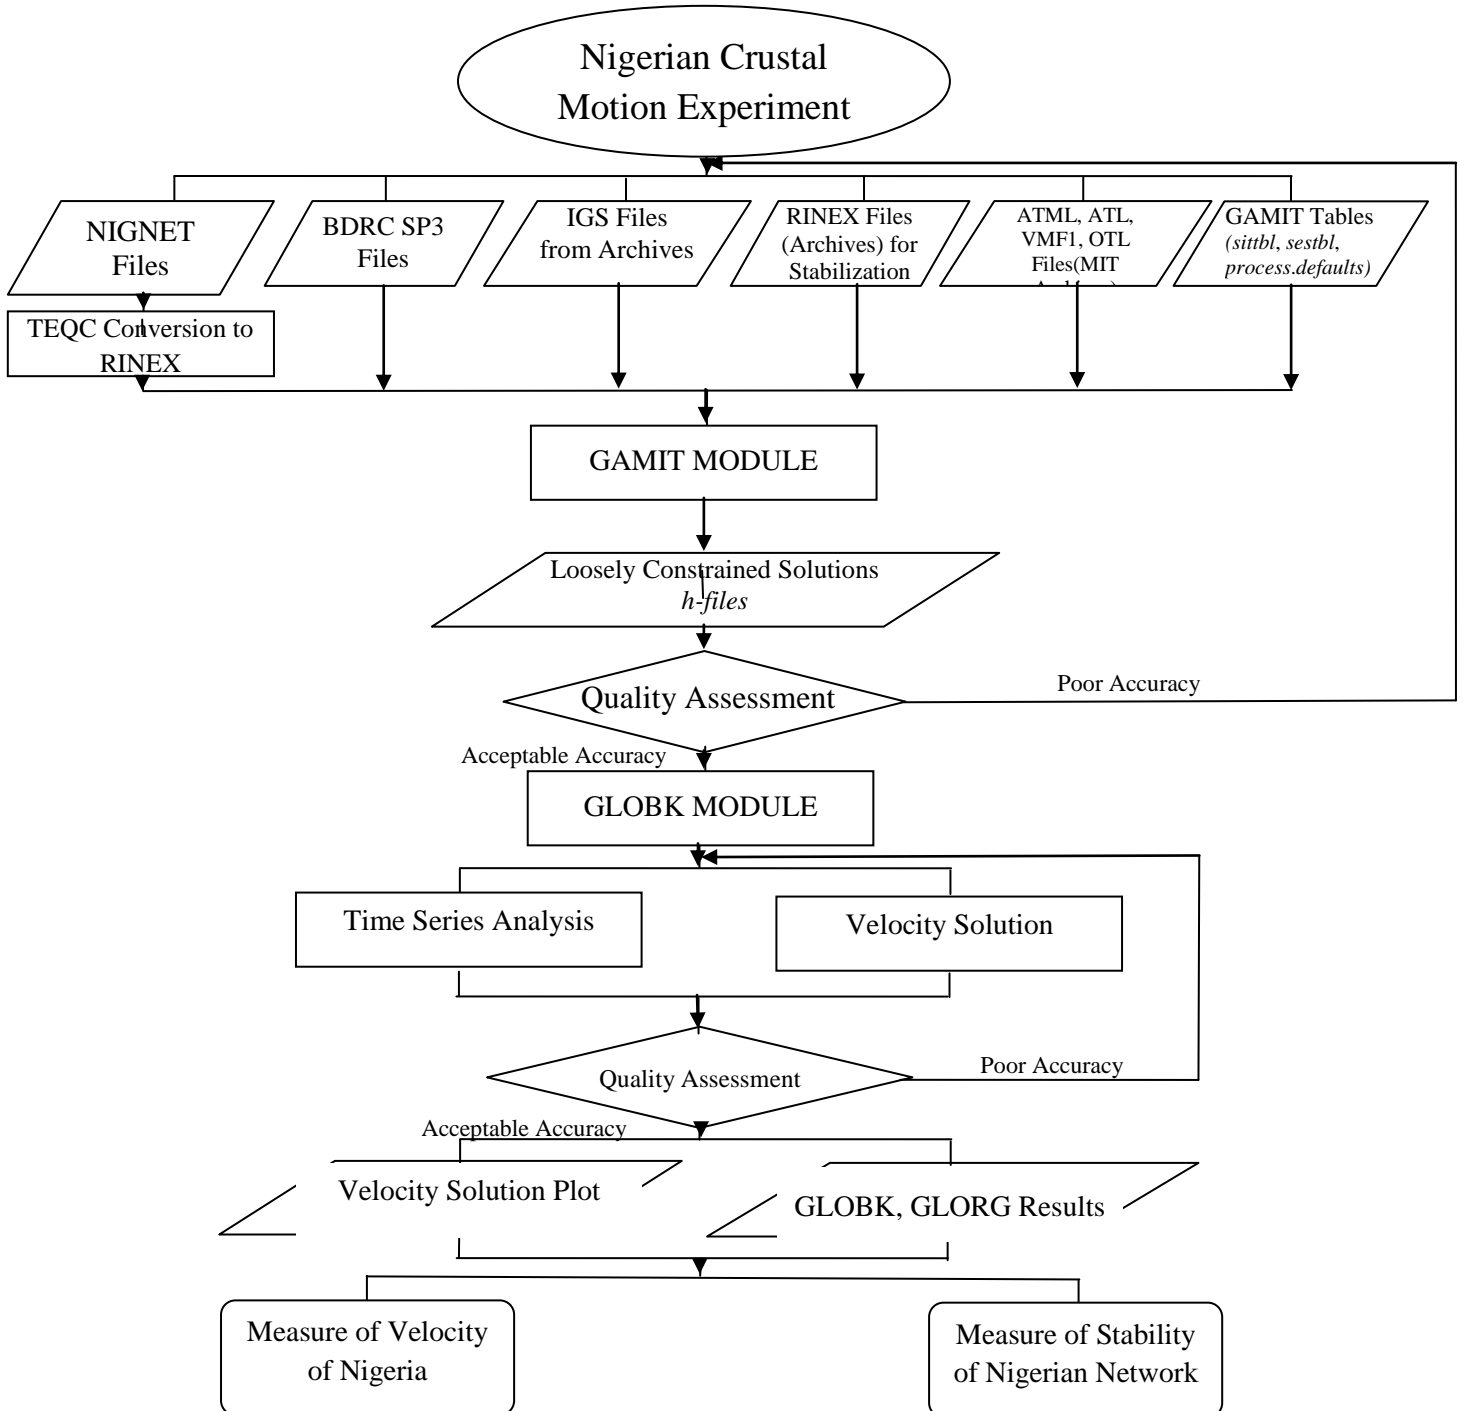 Nigerian Crustal
Motion Experiment
NIGNET
Files
BDRC SP3
Files
IGS Files
from Archives
RINEX Files
(Archives) for
Stabilization
ATML, ATL,
VMF1, OTL
Files(MIT
GAMIT Tables
(sittbl, sestbl,
process.defaults)
TEQC Conversion to
RINEX
GAMIT MODULE
Loosely Constrained Solutions
h-files
Quality Assessment
Poor Accuracy
Acceptable Accuracy
GLOBK MODULE
Time Series Analysis
Velocity Solution
Quality Assessment
Poor Accuracy
Acceptable Accuracy
Velocity Solution Plot
GLOBK, GLORG Results
Measure of Velocity
of Nigeria
Measure of Stability
of Nigerian Network